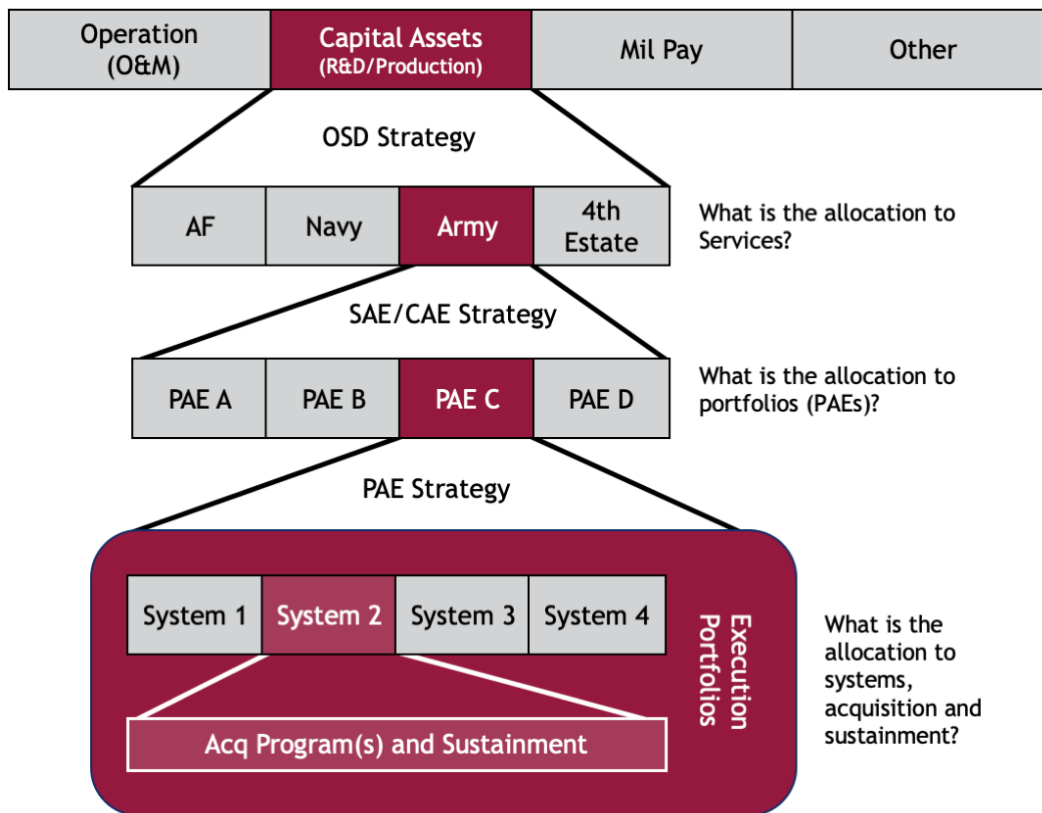 Operation
(O&M)
Capital Assets
(R&D/Production)
Mil Pay
Other
OSD Strategy
AF
Navy
Army
4th
Estate
What is the allocation to
Services?
SAE/CAE Strategy
PAE A
PAE B
PAE C
PAE D
What is the allocation to
portfolios (PAEs)?
PAE Strategy
System 1
System 2
System 3
System 4
Execution
Portfolios
What is the
allocation to
systems,
acquisition and
sustainment?
Acq Program(s) and Sustainment